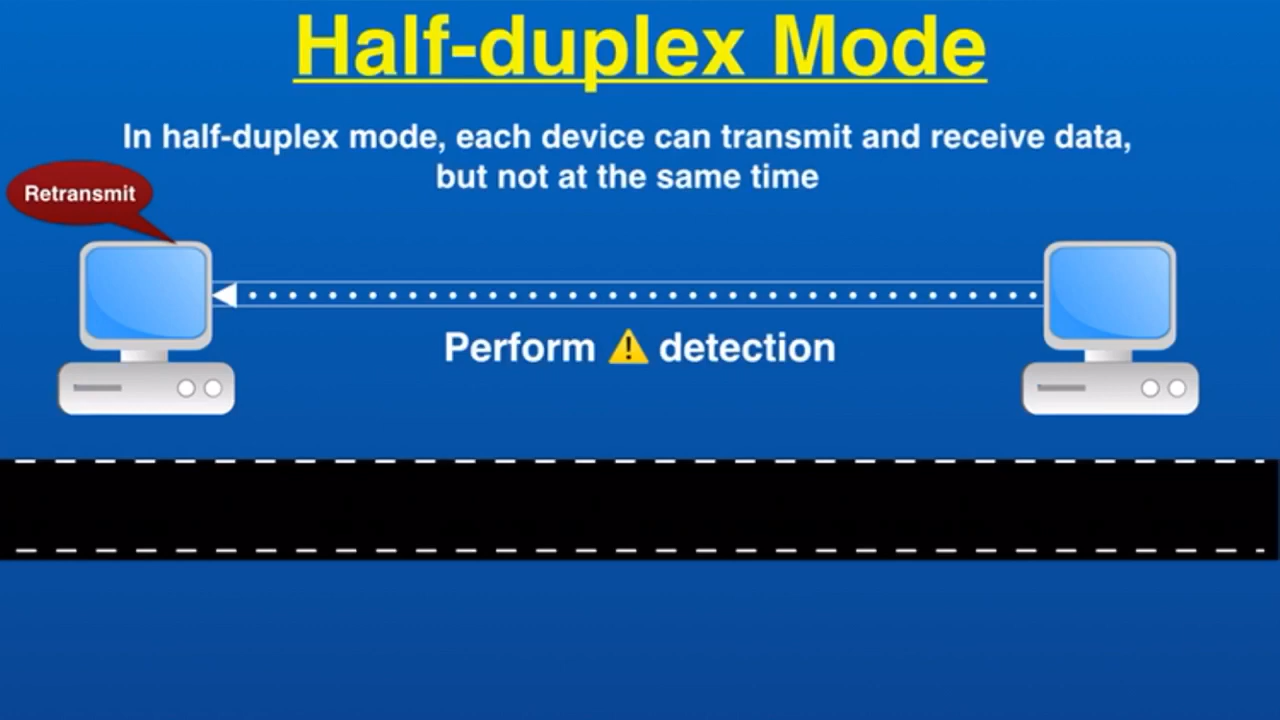 Half-duplex Mode
In half-duplex mode, each device can transmit and receive data,
but not at the same time
Retransmit
Perform ⚠ detection